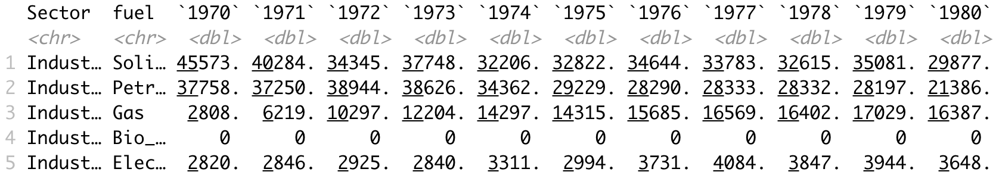 Sector fuel `1970` `1971` `1972` `1973` `1974` `1975` `1976` `1977` `1978` `1979` `1980`
<chr> <chr> <dbl> <dbl> <dbl> <dbl> <dbl> <dbl> <dbl> <dbl> <dbl> <dbl> <dbl>
1 Indust… Soli… 45573. 40284. 34345. 37748. 32206. 32822. 34644. 33783. 32615. 35081. 29877.
2 Indust… Petr… 37758. 37250. 38944. 38626. 34362. 29229. 28290. 28333. 28332. 28197. 21386.
3 Indust… Gas 2808. 6219. 10297. 12204. 14297. 14315. 15685. 16569. 16402. 17029. 16387.
4 Indust… Bio_… 0 0 0 0 0 0 0 0 0 0 0
5 Indust… Elec… 2820. 2846. 2925. 2840. 3311. 2994. 3731. 4084. 3847. 3944. 3648.